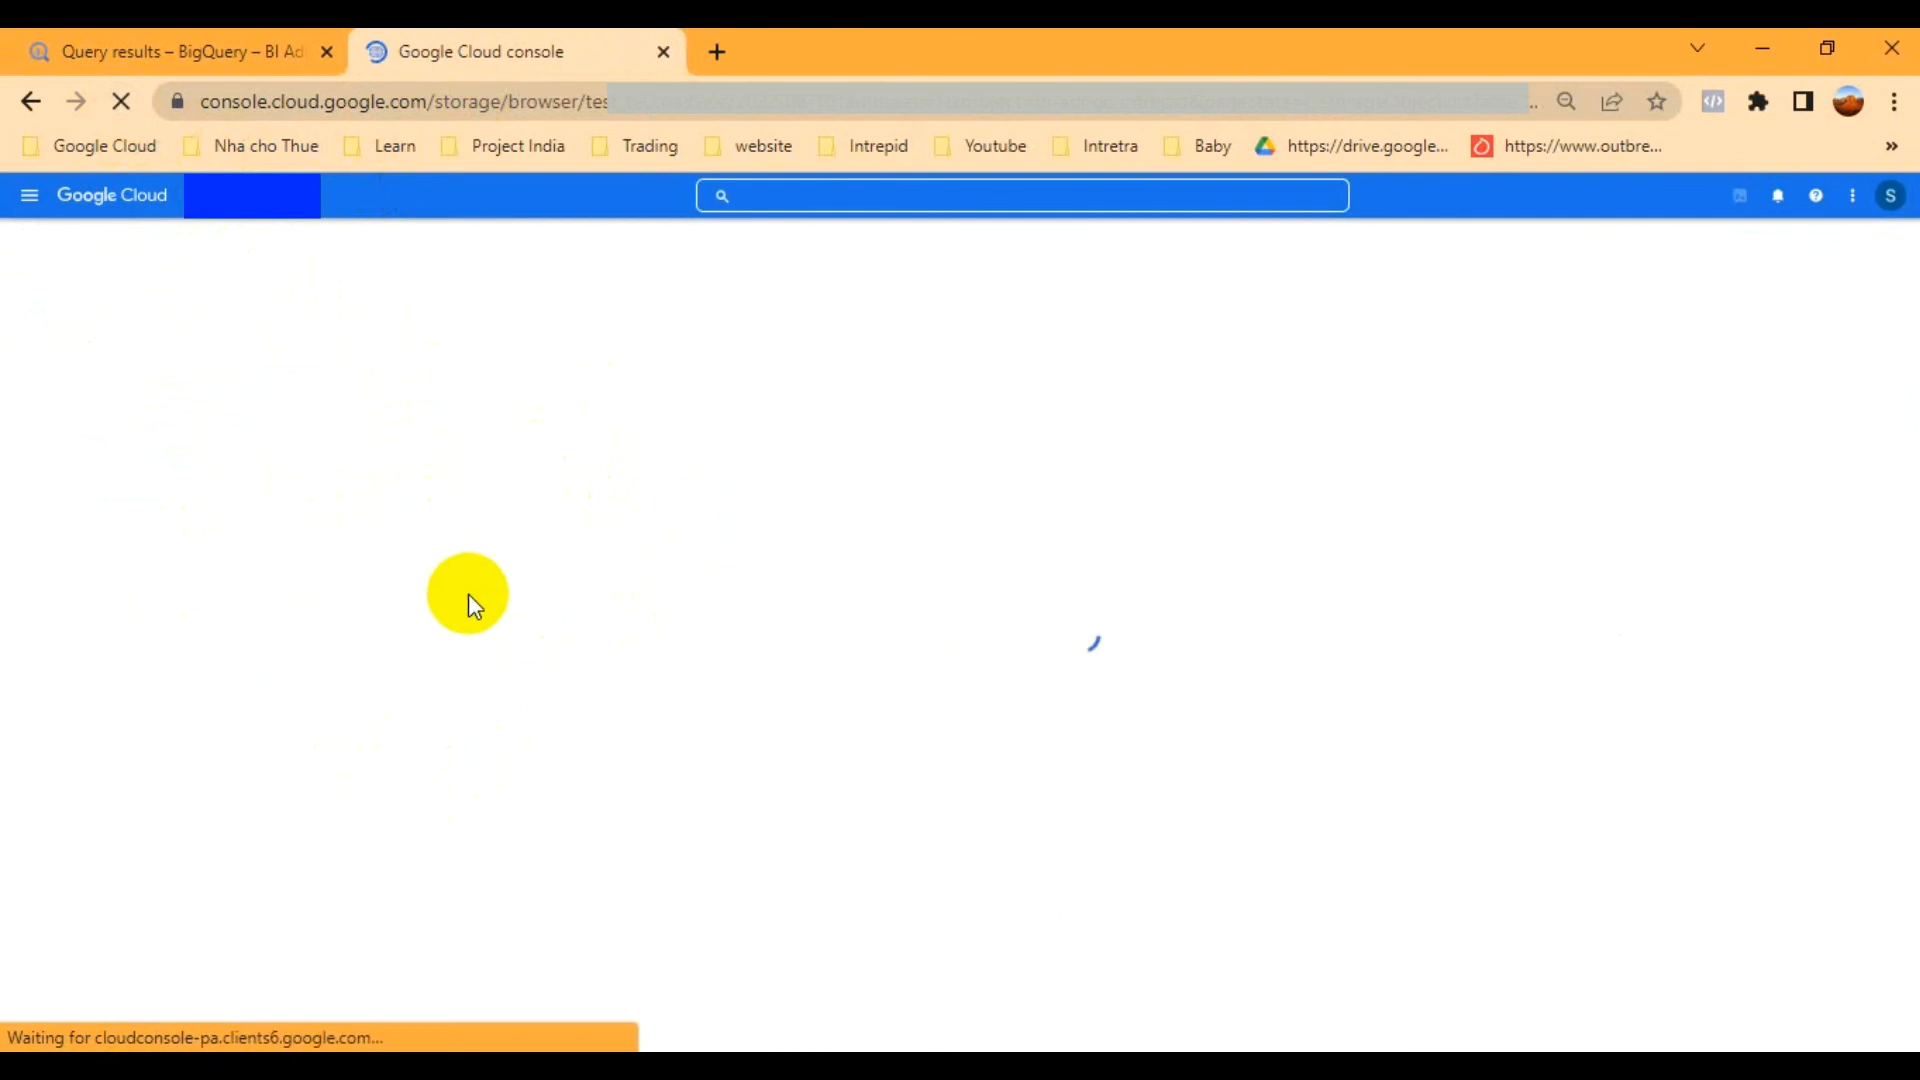 Query results – BigQuery – BI Ad
Google Cloud console
console.cloud.google.com/storage/browser/tes
Google Cloud
Nha cho Thue
Learn
Project India
Trading
website
Intrepid
Youtube
Intretra
Baby
https://drive.google...
https://www.outbre...
»
Google Cloud
S
Waiting for cloudconsole-pa.clients6.google.com...